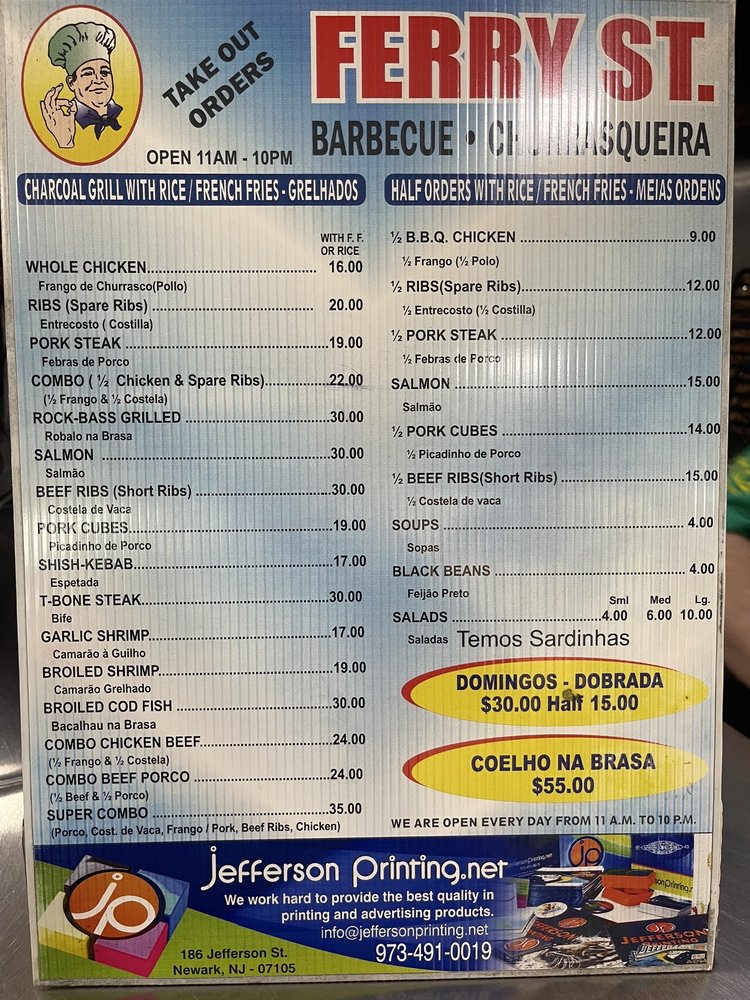 TAKE OUT
ORDERS
FERRY ST.
BARBECUE • CHURRASQUEIRA
OPEN 11AM - 10PM
CHARCOAL GRILL WITH RICE / FRENCH FRIES - GRELHADOS
WITH F. F.
OR RICE
WHOLE CHICKEN.......... 16.00
Frango de Churrasco(Pollo)
RIBS (Spare Ribs) .......... 20.00
Entrecosto ( Costilla)
PORK STEAK ..........19.00
Febras de Porco
COMBO ( ½ Chicken & Spare Ribs)..........22.00
(½ Frango & ½ Costela)
ROCK-BASS GRILLED ..........30.00
Robalo na Brasa
SALMON ..........30.00
Salmão
BEEF RIBS (Short Ribs) ..........30.00
Costela de Vaca
PORK CUBES..........19.00
Picadinho de Porco
SHISH-KEBAB..........17.00
Espetada
T-BONE STEAK..........30.00
Bife
GARLIC SHRIMP..........17.00
Camarão à Guilho
BROILED SHRIMP..........19.00
Camarão Grelhado
BROILED COD FISH ..........30.00
Bacalhau na Brasa
COMBO CHICKEN BEEF..........24.00
(½ Frango & ½ Costela)
COMBO BEEF PORCO ..........24.00
(½ Beef & ½ Porco)
SUPER COMBO ..........35.00
(Porco, Cost. de Vaca, Frango / Pork, Beef Ribs, Chicken)
HALF ORDERS WITH RICE / FRENCH FRIES - MEIAS ORDENS
½ B.B.Q. CHICKEN ..........9.00
½ Frango (½ Polo)
½ RIBS(Spare Ribs)..........12.00
½ Entrecosto (½ Costilla)
½ PORK STEAK ..........12.00
½ Febras de Porco
SALMON ..........15.00
Salmão
½ PORK CUBES ..........14.00
½ Picadinho de Porco
½ BEEF RIBS(Short Ribs) ..........15.00
½ Costela de vaca
SOUPS .......... 4.00
Sopas
BLACK BEANS .......... 4.00
Feijão Preto
Sml Med Lg.
SALADS ..........4.00 6.00 10.00
Saladas Temos Sardinhas
DOMINGOS - DOBRADA
$30.00 Half 15.00
COELHO NA BRASA
$55.00
WE ARE OPEN EVERY DAY FROM 11 A.M. TO 10 P.M.
jp
Jefferson Printing.net
We work hard to provide the best quality in
printing and advertising products.
info@jeffersonprinting.net
973-491-0019
186 Jefferson St.
Newark, NJ - 07105
jp
JEFFERSON
PRINTING